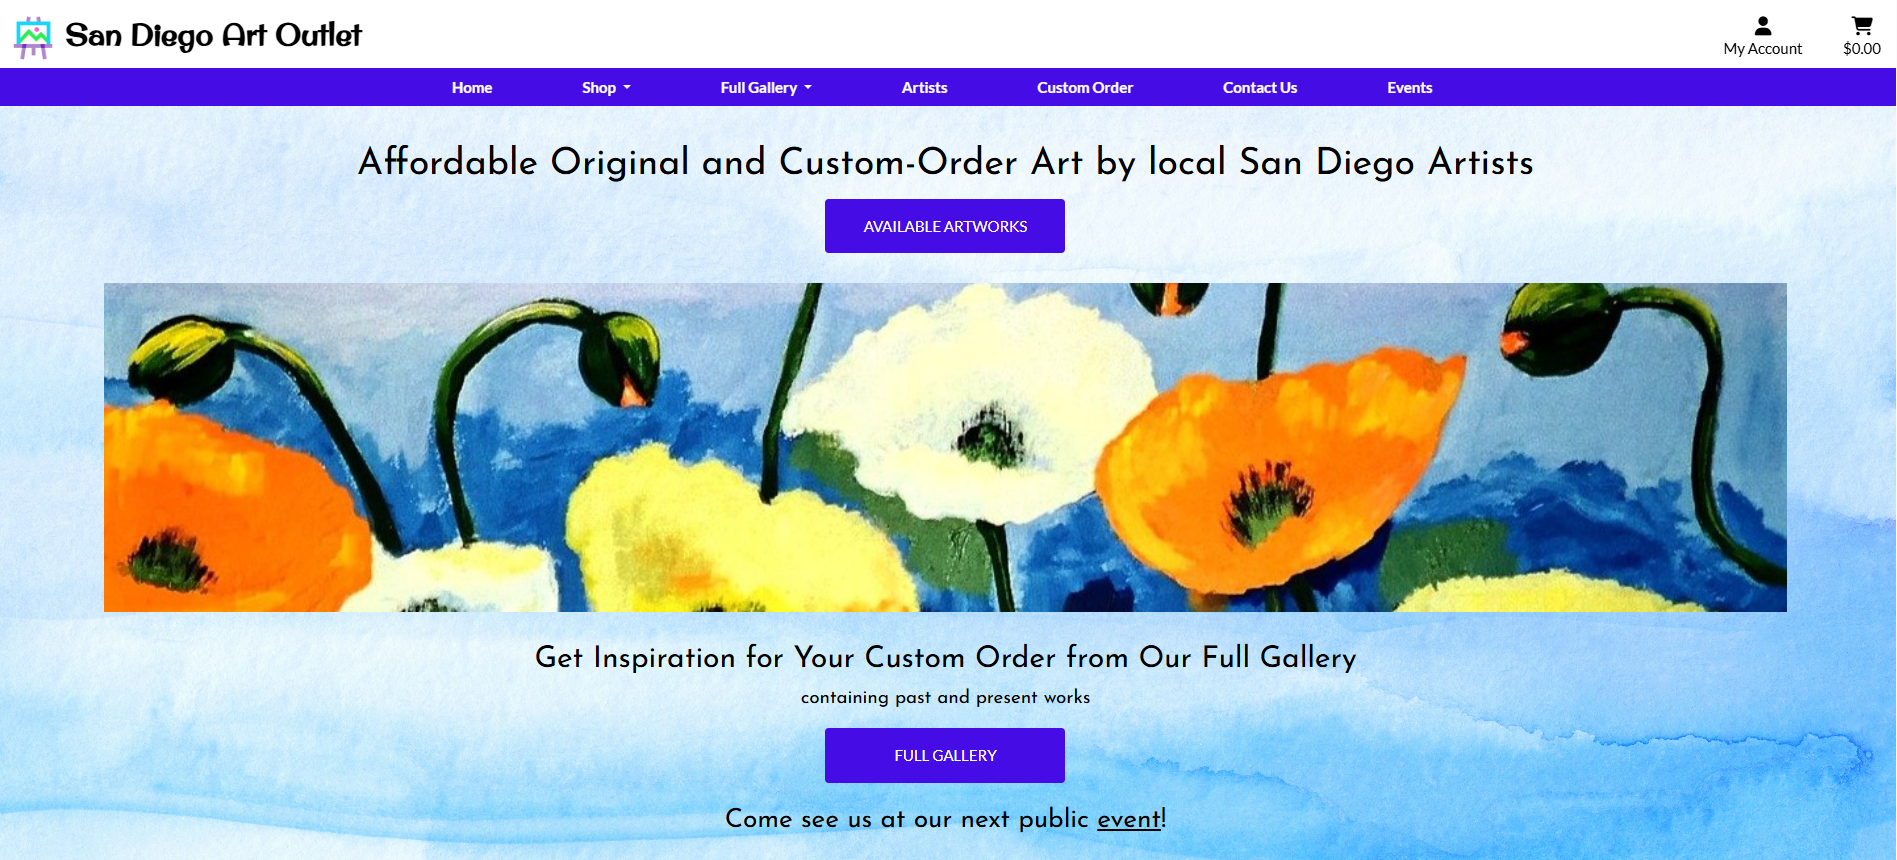 San Diego Art Outlet
My Account
$0.00
Home Shop Full Gallery Artists Custom Order Contact Us Events
Affordable Original and Custom-Order Art by local San Diego Artists
AVAILABLE ARTWORKS
Get Inspiration for Your Custom Order from Our Full Gallery
containing past and present works
FULL GALLERY
Come see us at our next public event!